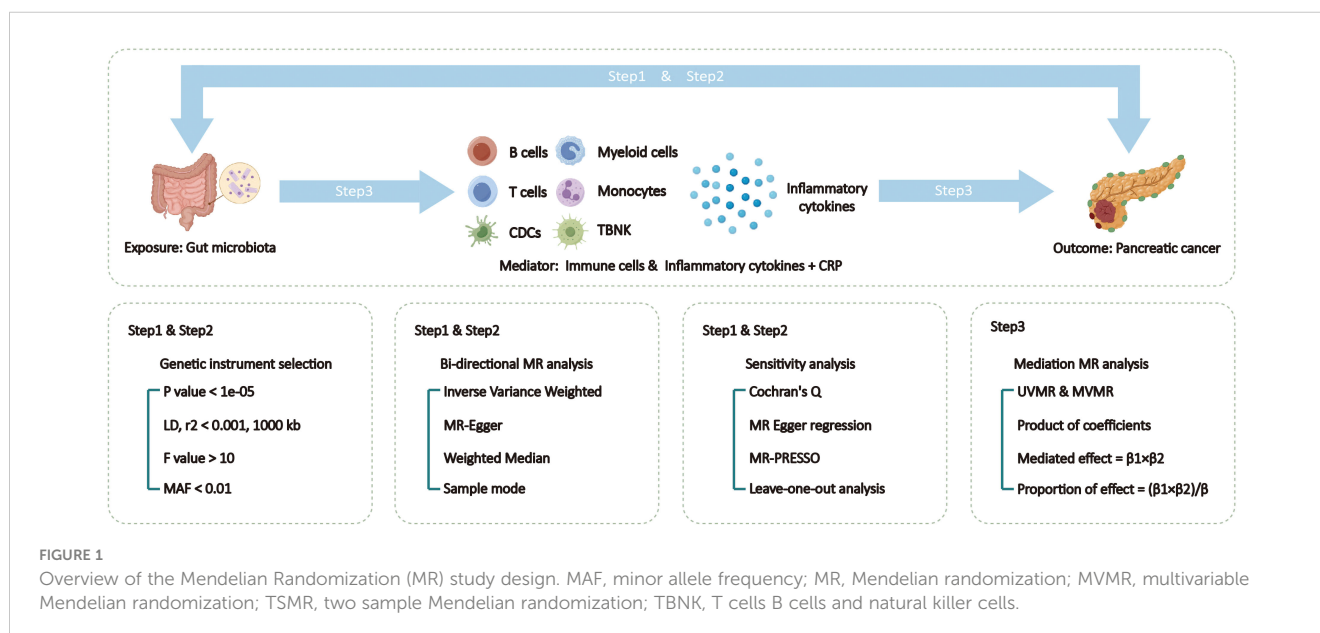 Step1 & Step2
Step3
B cells
Myeloid cells
T cells
Monocytes
CDCs
TBNK
Inflammatory
cytokines
Step3
Exposure: Gut microbiota
Mediator: Immune cells & Inflammatory cytokines + CRP
Outcome: Pancreatic cancer
Step1 & Step2
Genetic instrument selection
P value < 1e-05
LD, r2 < 0.001, 1000 kb
F value > 10
MAF < 0.01
Step1 & Step2
Bi-directional MR analysis
Inverse Variance Weighted
MR-Egger
Weighted Median
Sample mode
Step1 & Step2
Sensitivity analysis
Cochran's Q
MR Egger regression
MR-PRESSO
Leave-one-out analysis
Step3
Mediation MR analysis
UVMR & MVMR
Product of coefficients
Mediated effect = β1×β2
Proportion of effect = (β1×β2)/β
FIGURE 1
Overview of the Mendelian Randomization (MR) study design. MAF, minor allele frequency; MR, Mendelian randomization; MVMR, multivariable
Mendelian randomization; TSMR, two sample Mendelian randomization; TBNK, T cells B cells and natural killer cells.